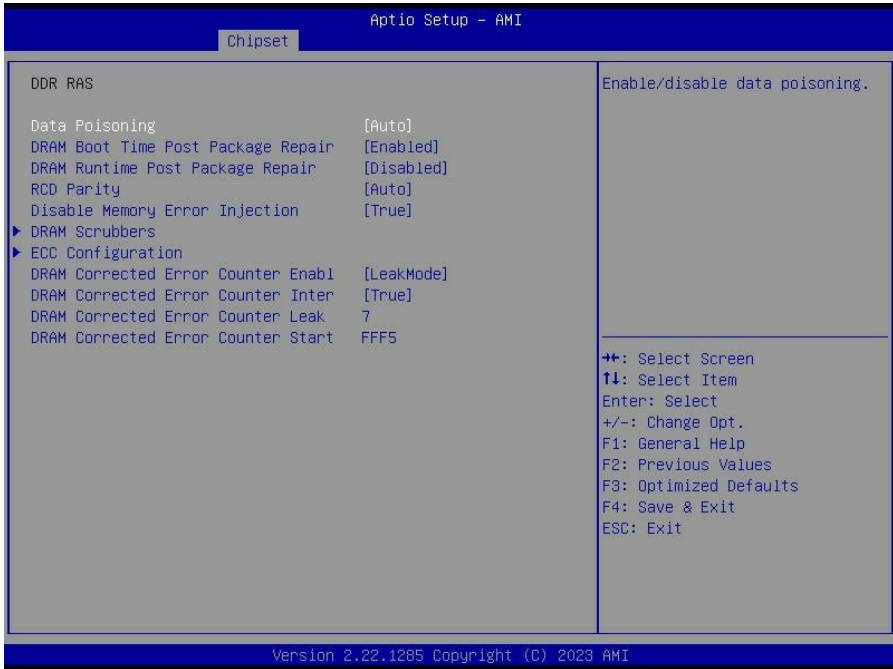 Aptio Setup – AMI
Chipset
DDR RAS
Data Poisoning [Auto]
DRAM Boot Time Post Package Repair [Enabled]
DRAM Runtime Post Package Repair [Disabled]
RCD Parity [Auto]
Disable Memory Error Injection [True]
DRAM Scrubbers
ECC Configuration
DRAM Corrected Error Counter Enabl [LeakMode]
DRAM Corrected Error Counter Inter [True]
DRAM Corrected Error Counter Leak 7
DRAM Corrected Error Counter Start FFF5
Enable/disable data poisoning.
→←: Select Screen
↑↓: Select Item
Enter: Select
+/-: Change Opt.
F1: General Help
F2: Previous Values
F3: Optimized Defaults
F4: Save & Exit
ESC: Exit
Version 2.22.1285 Copyright (C) 2023 AMI